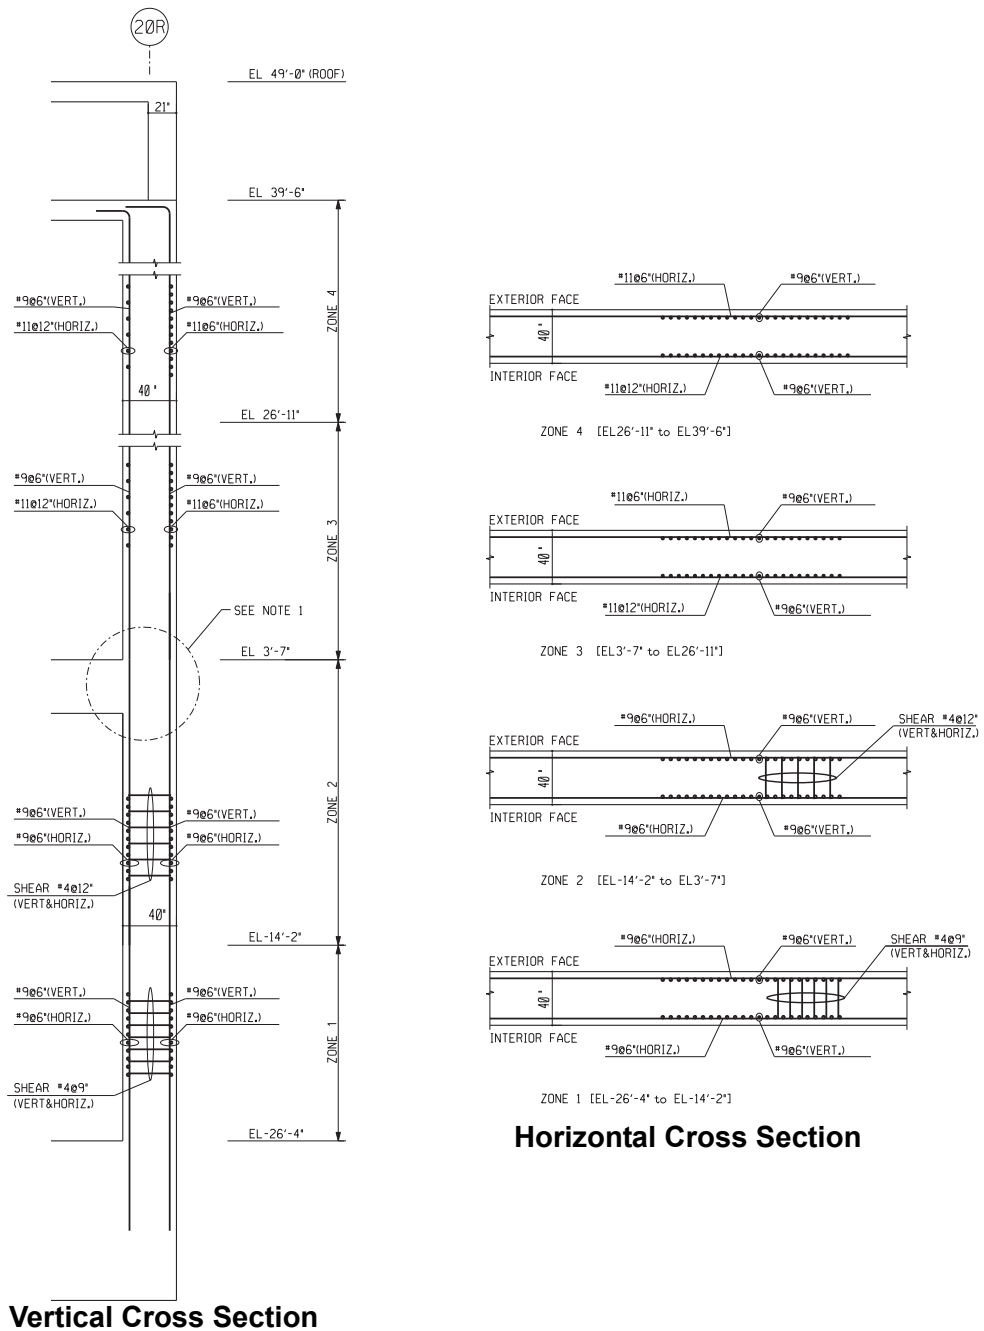 20R
EL 49'-0" (ROOF)
21"
EL 39'-6"
#9@6"(VERT.)
#9@6"(VERT.)
#11@12"(HORIZ.)
#11@6"(HORIZ.)
ZONE 4
40"
EL 26'-11"
#9@6"(VERT.)
#9@6"(VERT.)
#11@12"(HORIZ.)
#11@6"(HORIZ.)
ZONE 3
SEE NOTE 1
EL 3'-7"
ZONE 2
#9@6"(VERT.)
#9@6"(VERT.)
#9@6"(HORIZ.)
#9@6"(HORIZ.)
SHEAR #4@12"
(VERT&HORIZ.)
40"
EL-14'-2"
#9@6"(VERT.)
#9@6"(VERT.)
#9@6"(HORIZ.)
#9@6"(HORIZ.)
ZONE 1
SHEAR #4@9"
(VERT&HORIZ.)
EL-26'-4"
Vertical Cross Section
#11@6"(HORIZ.)
#9@6"(VERT.)
EXTERIOR FACE
40"
INTERIOR FACE
#11@12"(HORIZ.)
#9@6"(VERT.)
ZONE 4 [EL26'-11" to EL39'-6"]
#11@6"(HORIZ.)
#9@6"(VERT.)
EXTERIOR FACE
40"
INTERIOR FACE
#11@12"(HORIZ.)
#9@6"(VERT.)
ZONE 3 [EL3'-7" to EL26'-11"]
#9@6"(HORIZ.)
#9@6"(VERT.)
SHEAR #4@12"
(VERT&HORIZ.)
EXTERIOR FACE
40"
INTERIOR FACE
#9@6"(HORIZ.)
#9@6"(VERT.)
ZONE 2 [EL-14'-2" to EL3'-7"]
#9@6"(HORIZ.)
#9@6"(VERT.)
SHEAR #4@9"
(VERT&HORIZ.)
EXTERIOR FACE
40"
INTERIOR FACE
#9@6"(HORIZ.)
#9@6"(VERT.)
ZONE 1 [EL-26'-4" to EL-14'-2"]
Horizontal Cross Section